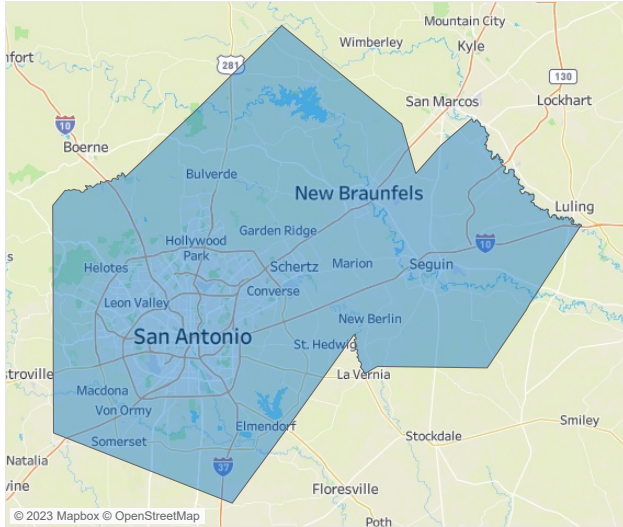 Mountain City
Wimberley
Kyle
nfort
281
130
San Marcos
Lockhart
10
Boerne
Bulverde
New Braunfels
Luling
Garden Ridge
Hollywood
Park
10
Helotes
Schertz
Marion
Seguin
Converse
Leon Valley
New Berlin
San Antonio
St. Hedwig
stroville
La Vernia
Macdona
Von Ormy
Smiley
Elmendorf
Somerset
Stockdale
Natalia
37
vine
Floresville
Poth
© 2023 Mapbox © OpenStreetMap